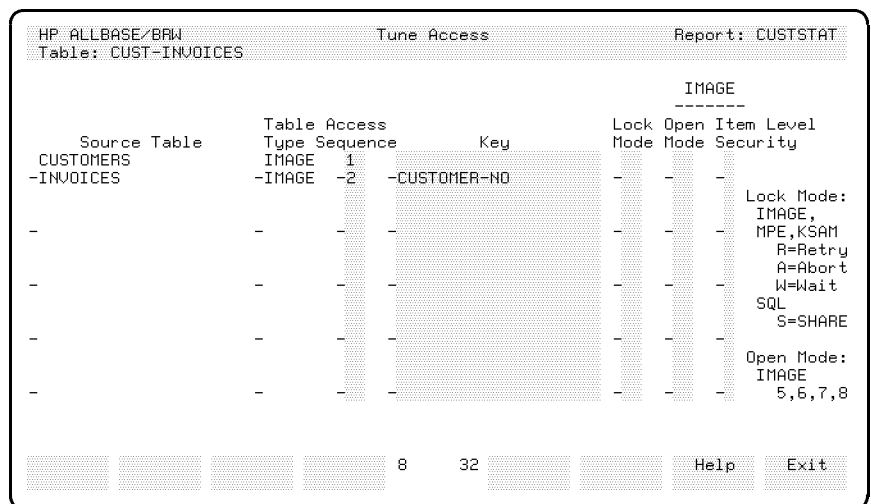 HP ALLBASE/BRW Tune Access Report: CUSTSTAT
Table: CUST-INVOICES
IMAGE
-------
Table Access Lock Open Item Level
Source Table Type Sequence Key Mode Mode Security
CUSTOMERS IMAGE 1
-INVOICES -IMAGE -2 -CUSTOMER-NO - - -
Lock Mode:
IMAGE,
- - - - - - - MPE,KSAM
R=Retry
A=Abort
- - - - - - - W=Wait
SQL
S=SHARE
- - - - - - -
Open Mode:
IMAGE
- - - - - - - 5,6,7,8
8 32 Help Exit